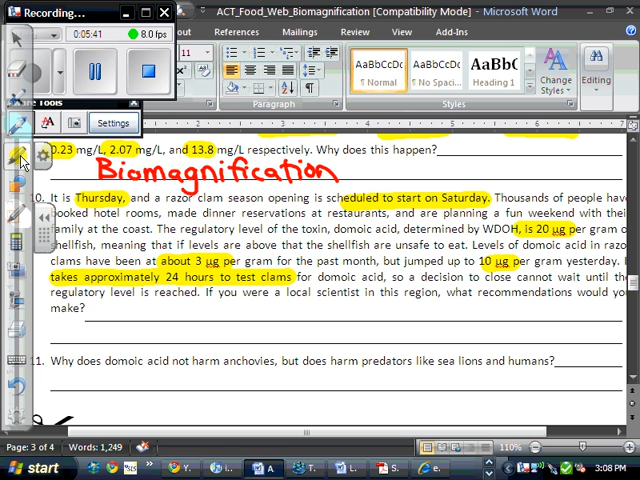 Recording...
0:05:41
8.0 fps
ACT_Food_Web_Biomagnification [Compatibility Mode] - Microsoft Word
References Mailings Review View Add-Ins
11
AaBbCcDc AaBbCcDc AaBbC
¶ Normal ¶ No Spaci... Heading 1
Change Styles
Editing
Paragraph Styles
Settings
0.23 mg/L, 2.07 mg/L, and 13.8 mg/L respectively. Why does this happen?
Biomagnification
10. It is Thursday, and a razor clam season opening is scheduled to start on Saturday. Thousands of people have
booked hotel rooms, made dinner reservations at restaurants, and are planning a fun weekend with their
family at the coast. The regulatory level of the toxin, domoic acid, determined by WDOH, is 20 µg per gram of
shellfish, meaning that if levels are above that the shellfish are unsafe to eat. Levels of domoic acid in razor
clams have been at about 3 µg per gram for the past month, but jumped up to 10 µg per gram yesterday.
takes approximately 24 hours to test clams for domoic acid, so a decision to close cannot wait until the
regulatory level is reached. If you were a local scientist in this region, what recommendations would you
make?
11. Why does domoic acid not harm anchovies, but does harm predators like sea lions and humans?
Page: 3 of 4 Words: 1,249 110%
start Y. i... A T. P. S. F. e. 3:08 PM